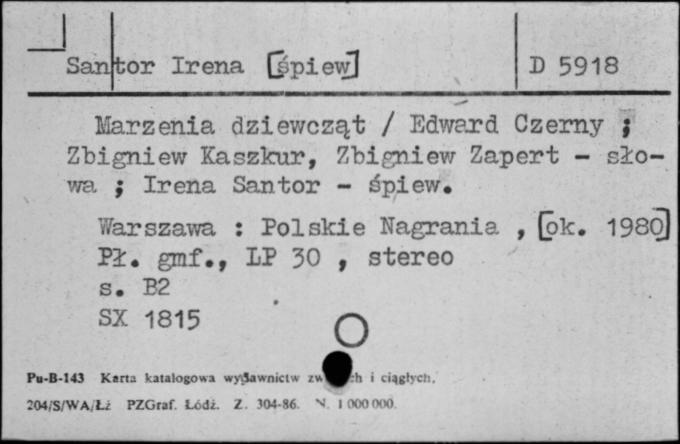 Santor Irena [śpiew] D 5918
Marzenia dziewcząt / Edward Czerny ;
Zbigniew Kaszkur, Zbigniew Zapert - sło-
wa ; Irena Santor - śpiew.
Warszawa : Polskie Nagrania , [ok. 1980]
Pł. gmf., LP 30 , stereo
s. B2
SX 1815
Pu-B-143 Karta katalogowa wydawnictw i ciągłych.
204/S/WA/Łż PZGraf. Łódź. Z. 304-86. N. 1 000 000.